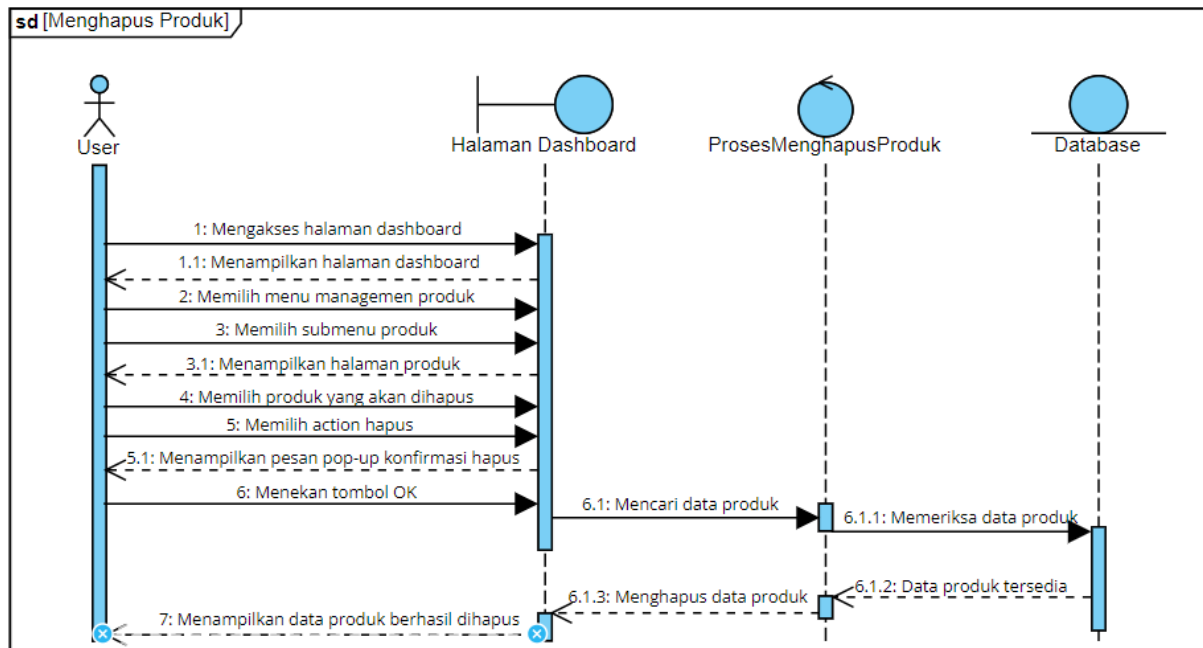 sd [Menghapus Produk]
User
Halaman Dashboard
ProsesMenghapusProduk
Database
1: Mengakses halaman dashboard
1.1: Menampilkan halaman dashboard
2: Memilih menu managemen produk
3: Memilih submenu produk
3.1: Menampilkan halaman produk
4: Memilih produk yang akan dihapus
5: Memilih action hapus
5.1: Menampilkan pesan pop-up konfirmasi hapus
6: Menekan tombol OK
6.1: Mencari data produk
6.1.1: Memeriksa data produk
6.1.2: Data produk tersedia
6.1.3: Menghapus data produk
7: Menampilkan data produk berhasil dihapus